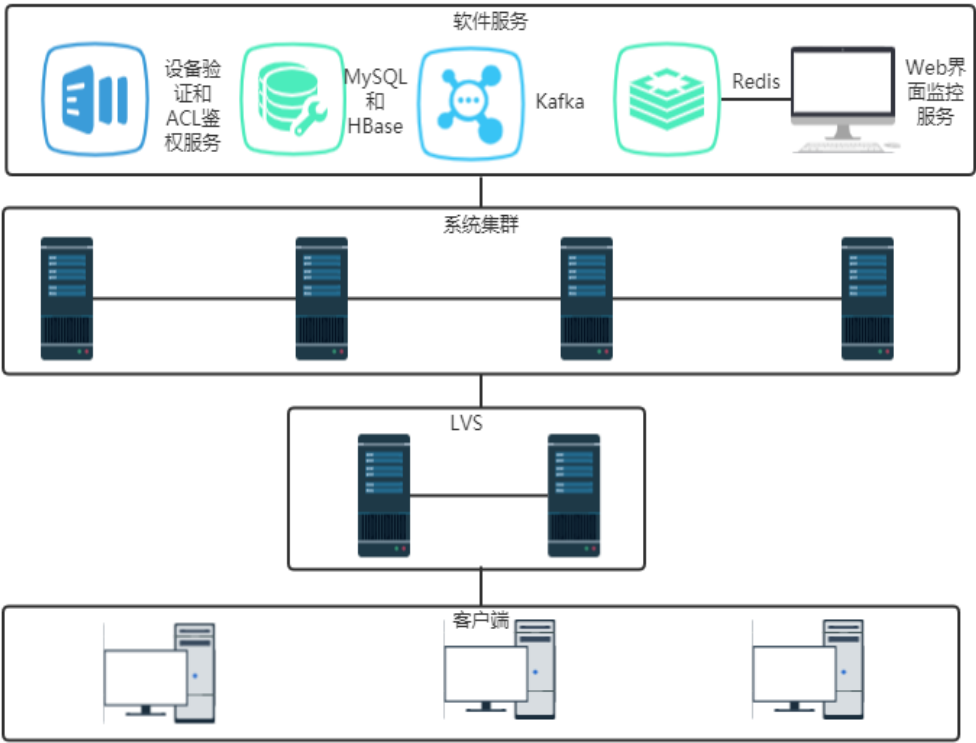 软件服务
设备验
证和
ACL鉴
权服务
MySQL
和
HBase
Kafka
Redis
Web界
面监控
服务
系统集群
LVS
客户端